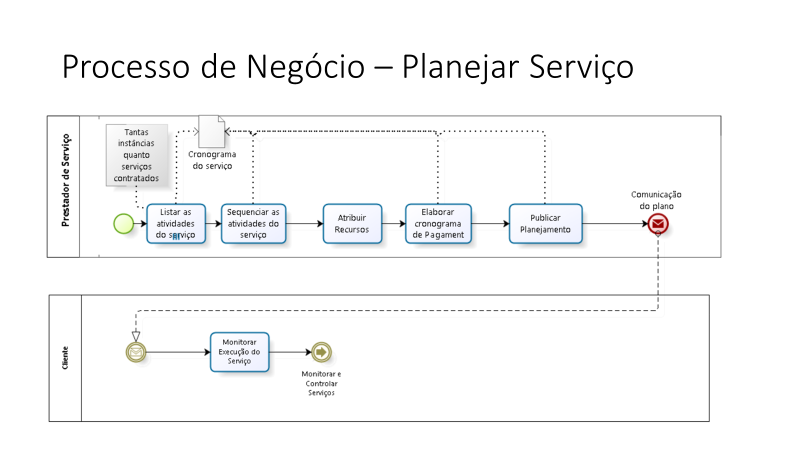 Processo de Negócio – Planejar Serviço
Prestador de Serviço
Tantas
instâncias
quanto
serviços
contratados
Cronograma
do serviço
Listar as
atividades
do serviço
Sequenciar as
atividades do
serviço
Atribuir
Recursos
Elaborar
cronograma
de Pagament
Publicar
Planejamento
Comunicação
do plano
Cliente
Monitorar
Execução do
Serviço
Monitorar e
Controlar
Serviços